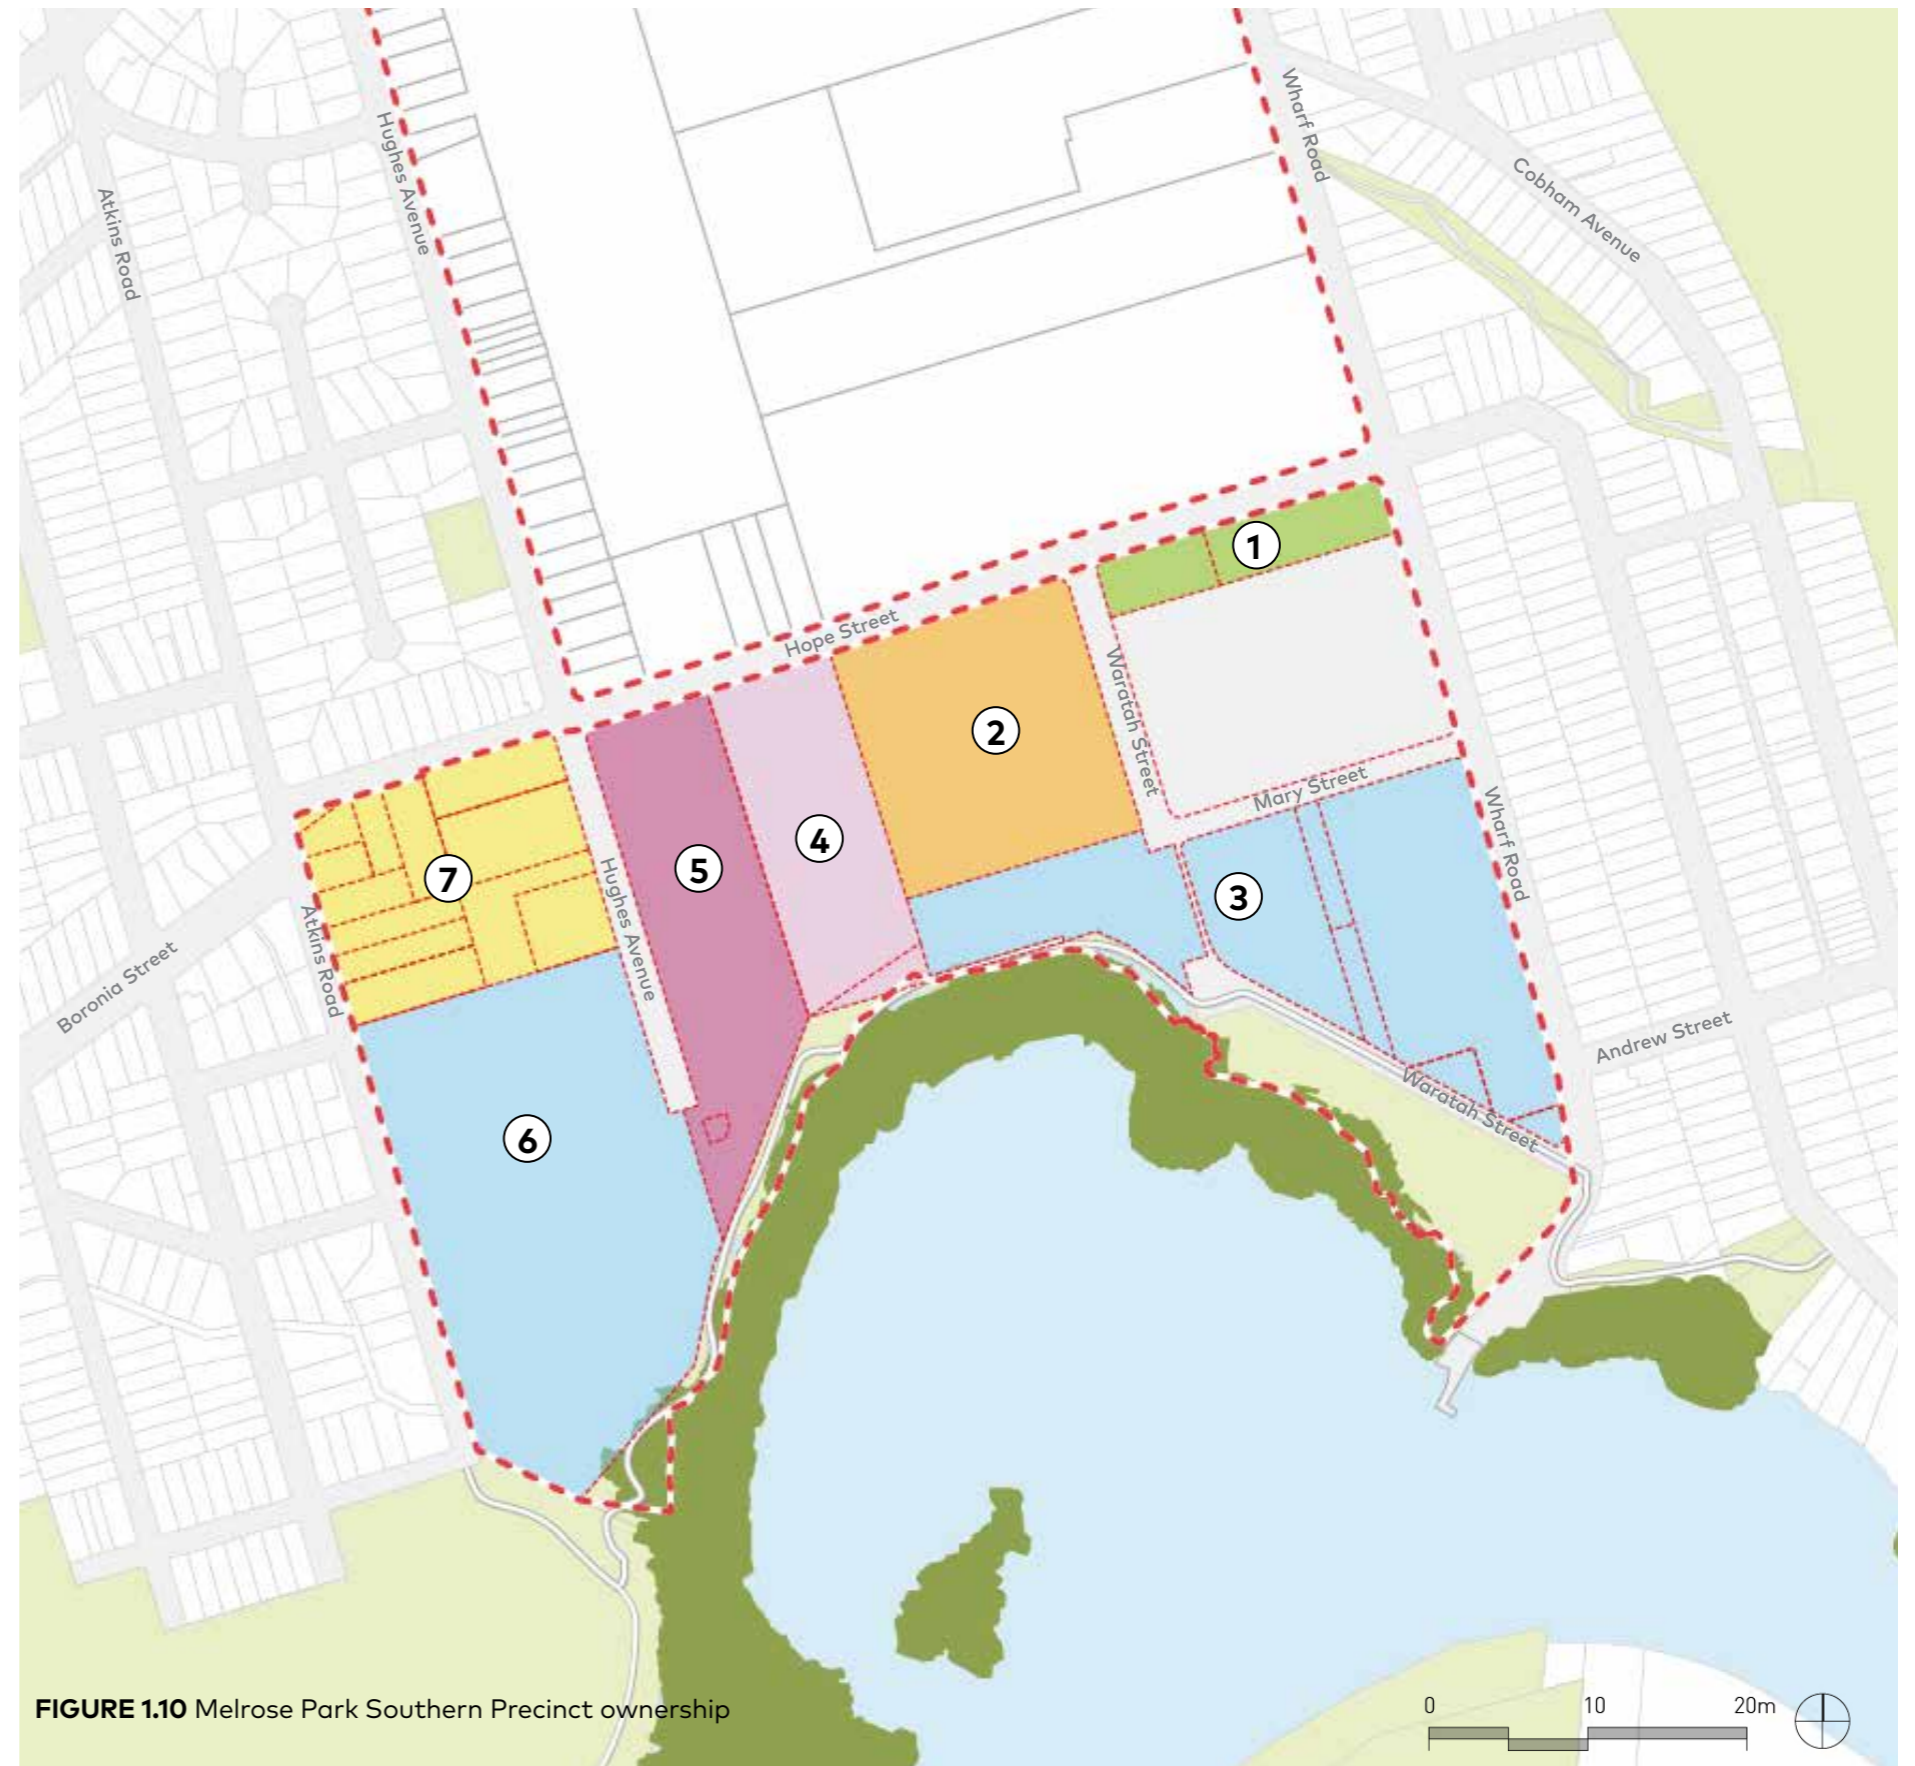 Wharf Road
Cobham Avenue
Hughes Avenue
Atkins Road
1
Hope Street
Waratah Street
2
Mary Street
4
5
7
3
Wharf Road
Hughes Avenue
Atkins Road
Boronia Street
Andrew Street
Waratah Street
6
FIGURE 1.10 Melrose Park Southern Precinct ownership
0 10 20m